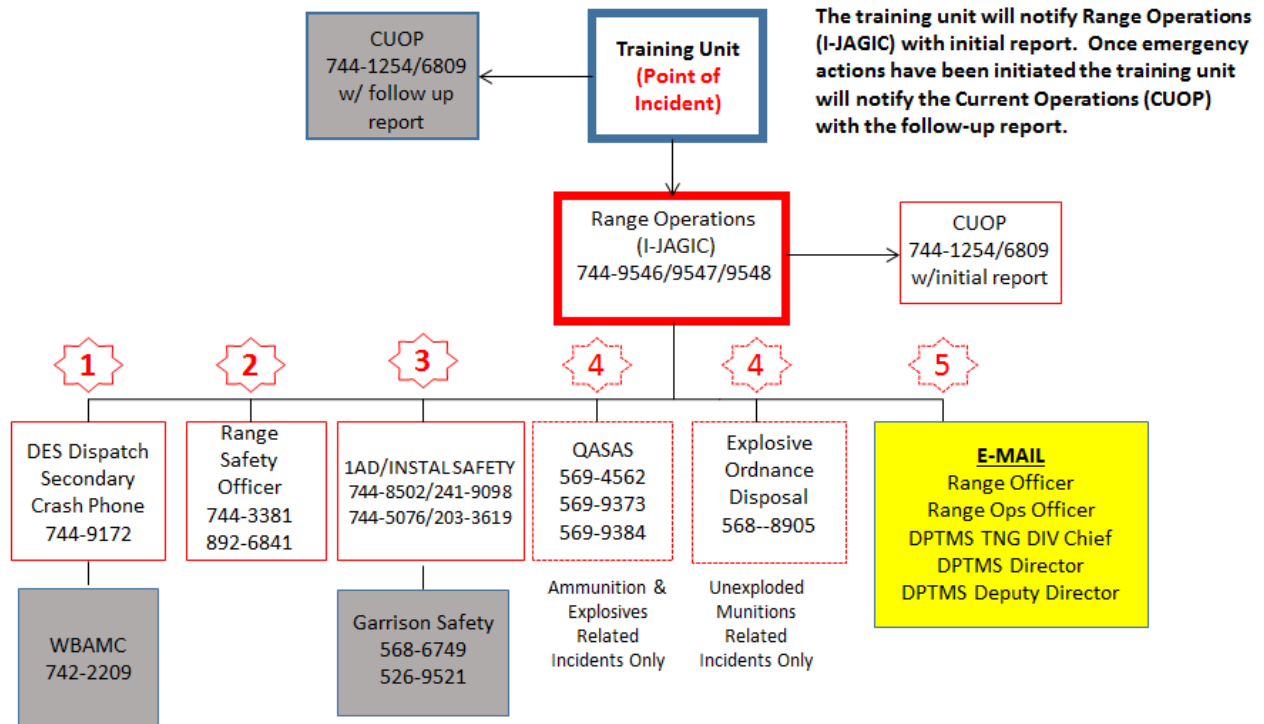 CUOP
744-1254/6809
w/ follow up
report
Training Unit
(Point of
Incident)
The training unit will notify Range Operations
(I-JAGIC) with initial report.  Once emergency
actions have been initiated the training unit
will notify the Current Operations (CUOP)
with the follow-up report.
Range Operations
(I-JAGIC)
744-9546/9547/9548
CUOP
744-1254/6809
w/initial report
1
2
3
4
4
5
DES Dispatch
Secondary
Crash Phone
744-9172
Range
Safety
Officer
744-3381
892-6841
1AD/INSTAL SAFETY
744-8502/241-9098
744-5076/203-3619
QASAS
569-4562
569-9373
569-9384
Explosive
Ordnance
Disposal
568--8905
E-MAIL
Range Officer
Range Ops Officer
DPTMS TNG DIV Chief
DPTMS Director
DPTMS Deputy Director
WBAMC
742-2209
Garrison Safety
568-6749
526-9521
Ammunition &
Explosives
Related
Incidents Only
Unexploded
Munitions
Related
Incidents Only